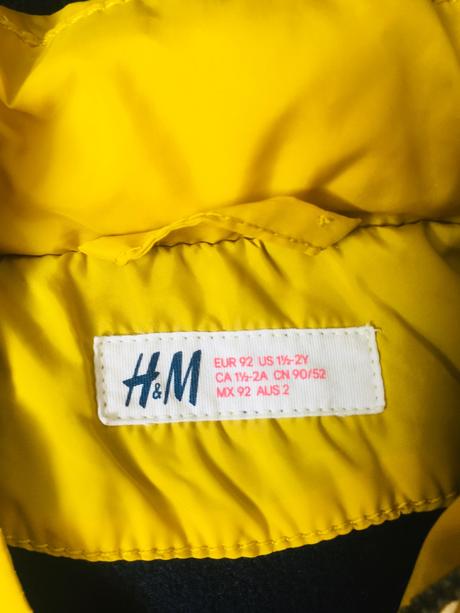 H&M
EUR 92 US 1½-2Y
CA 1½-2A CN 90/52
MX 92 AUS 2